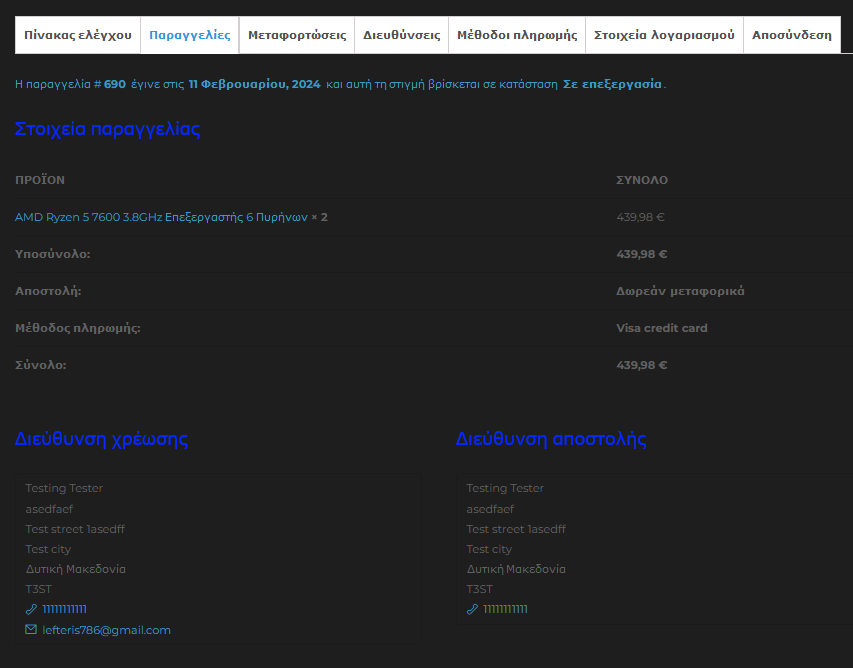 Πίνακας ελέγχου Παραγγελίες Μεταφορτώσεις Διευθύνσεις Μέθοδοι πληρωμής Στοιχεία λογαριασμού Αποσύνδεση
Η παραγγελία #690 έγινε στις 11 Φεβρουαρίου, 2024 και αυτή τη στιγμή βρίσκεται σε κατάσταση Σε επεξεργασία.
Στοιχεία παραγγελίας
ΠΡΟΪΌΝ ΣΎΝΟΛΟ
AMD Ryzen 5 7600 3.8GHz Επεξεργαστής 6 Πυρήνων × 2 439,98 €
Υποσύνολο: 439,98 €
Αποστολή: Δωρεάν μεταφορικά
Μέθοδος πληρωμής: Visa credit card
Σύνολο: 439,98 €
Διεύθυνση χρέωσης
Testing Tester
asedfaef
Test street 1asedff
Test city
Δυτική Μακεδονία
T3ST
11111111111
lefteris786@gmail.com
Διεύθυνση αποστολής
Testing Tester
asedfaef
Test street 1asedff
Test city
Δυτική Μακεδονία
T3ST
11111111111